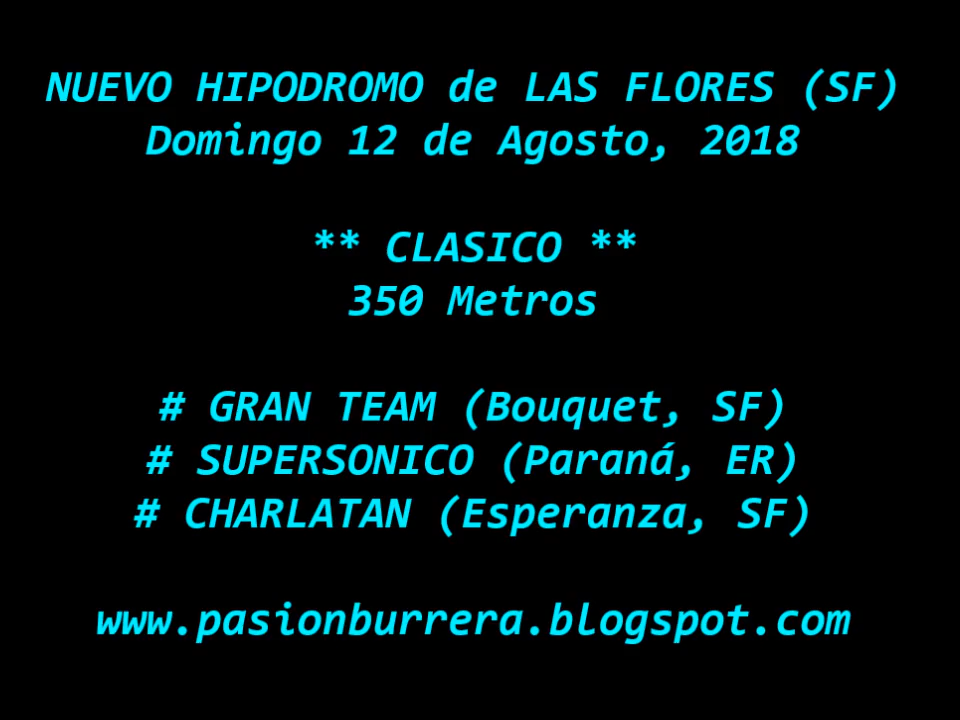 NUEVO HIPODROMO de LAS FLORES (SF)
Domingo 12 de Agosto, 2018
** CLASICO **
350 Metros
# GRAN TEAM (Bouquet, SF)
# SUPERSONICO (Paraná, ER)
# CHARLATAN (Esperanza, SF)
www.pasionburrera.blogspot.com